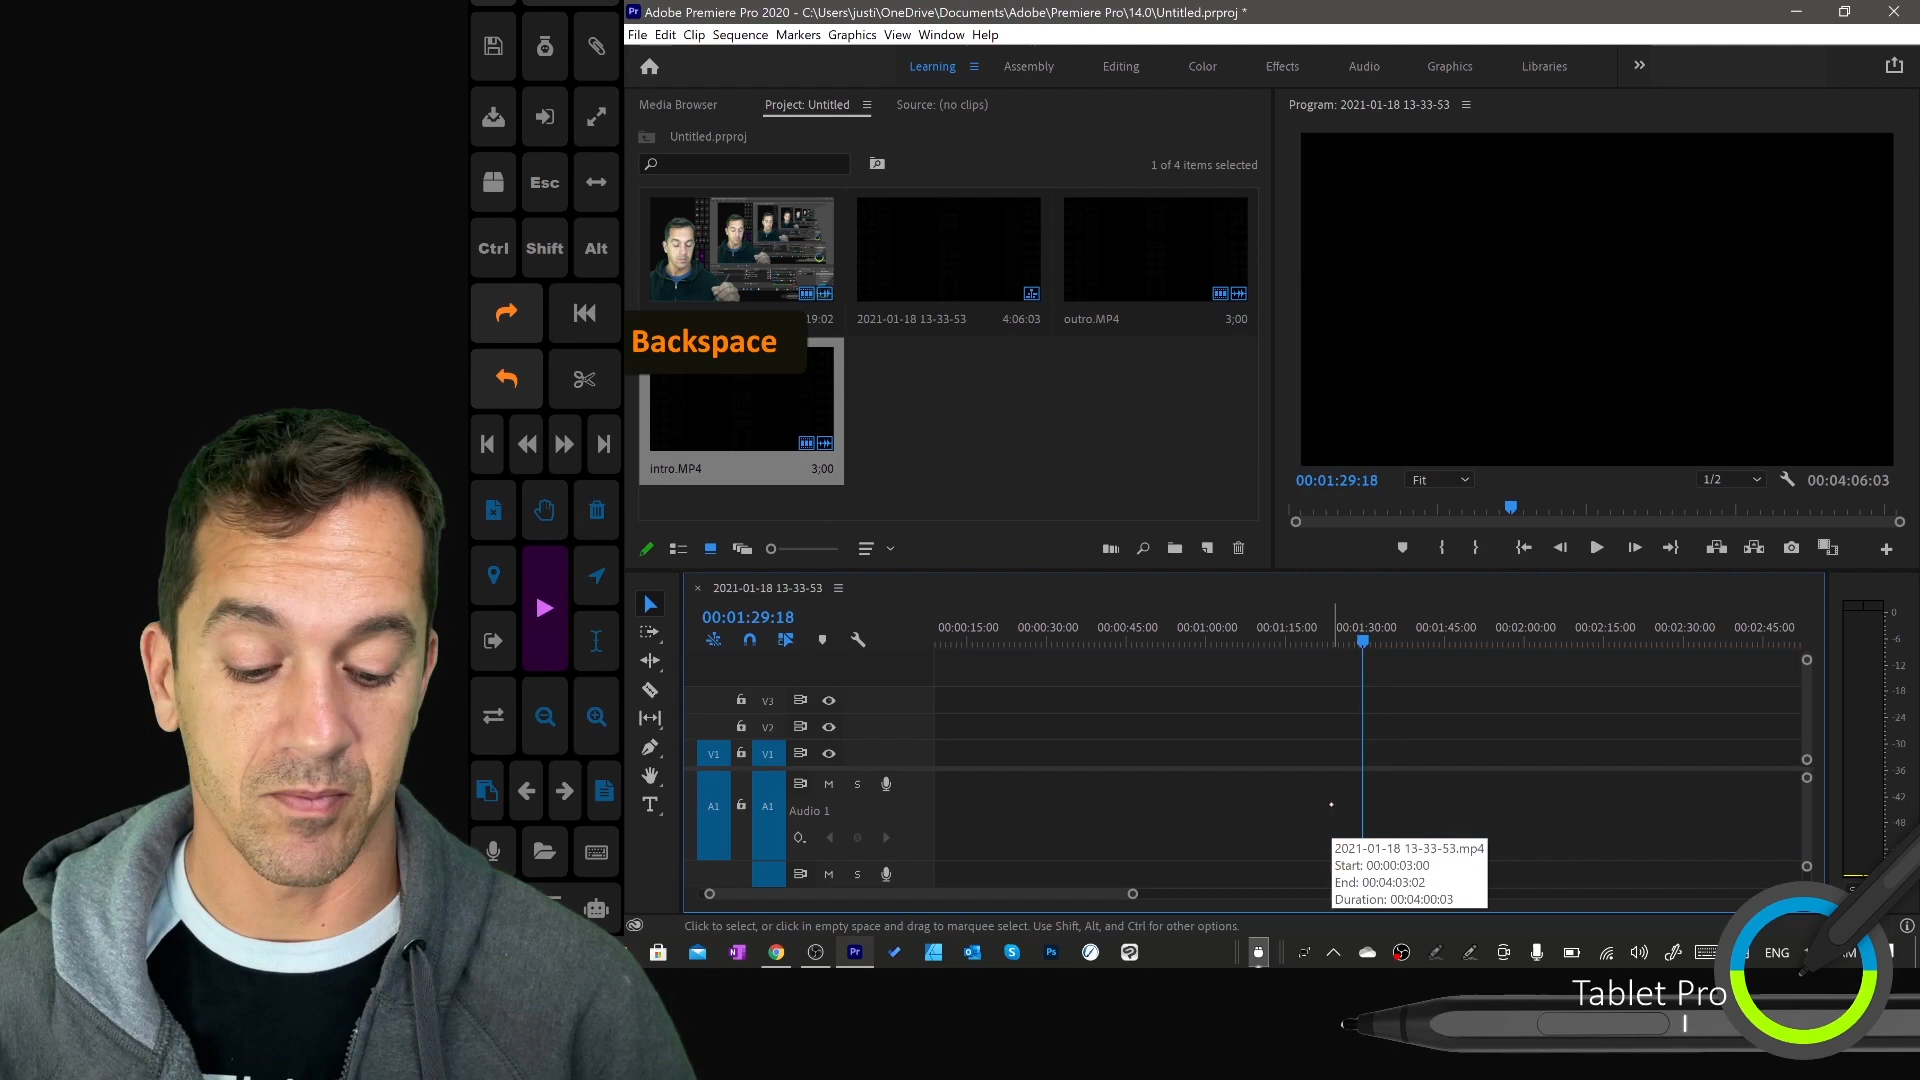 Adobe Premiere Pro 2020 - C:\Users\justi\OneDrive\Documents\Adobe\Premiere Pro\14.0\Untitled.prproj *
File Edit Clip Sequence Markers Graphics View Window Help
Learning Assembly Editing Color Effects Audio Graphics Libraries
Media Browser Project: Untitled Source: (no clips)
Program: 2021-01-18 13-33-53
Untitled.prproj
1 of 4 items selected
Esc
Ctrl Shift Alt
19:02 2021-01-18 13-33-53 4:06:03 outro.MP4 3;00
Backspace
intro.MP4 3;00
00:01:29:18 Fit 1/2 00:04:06:03
2021-01-18 13-33-53
00:01:29:18
00:00:15:00 00:00:30:00 00:00:45:00 00:01:00:00 00:01:15:00 00:01:30:00 00:01:45:00 00:02:00:00 00:02:15:00 00:02:30:00 00:02:45:00
V3
V2
V1 V1
M S
A1 A1
Audio 1
M S
0
-6
-12
-18
-24
-30
-36
-42
-48
2021-01-18 13-33-53.mp4
Start: 00:00:03:00
End: 00:04:03:02
Duration: 00:04:00:03
Click to select, or click in empty space and drag to marquee select. Use Shift, Alt, and Ctrl for other options.
ENG
Tablet Pro